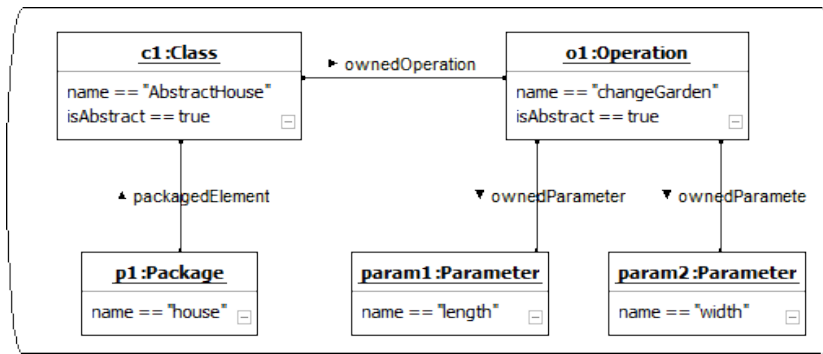 c1:Class
name == "AbstractHouse"
isAbstract == true
ownedOperation
o1:Operation
name == "changeGarden"
isAbstract == true
packagedElement
ownedParameter
ownedParamete
p1:Package
name == "house"
param1:Parameter
name == "length"
param2:Parameter
name == "width"